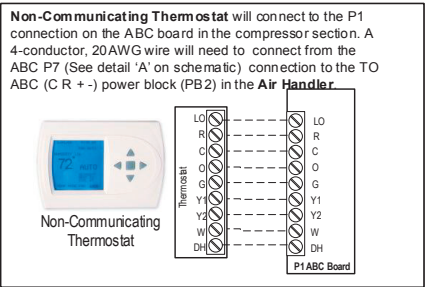 Non-Communicating Thermostat will connect to the P1
connection on the ABC board in the compressor section. A
4-conductor, 20AWG wire will need to connect from the
ABC P7 (See detail ‘A’ on schematic) connection to the TO
ABC (C R + -) power block (PB2) in the Air Handler.
72°
Non-Communicating
Thermostat
Thermostat
LO
R
C
O
G
Y1
Y2
W
DH
LO
R
C
O
G
Y1
Y2
W
DH
P1 ABC Board